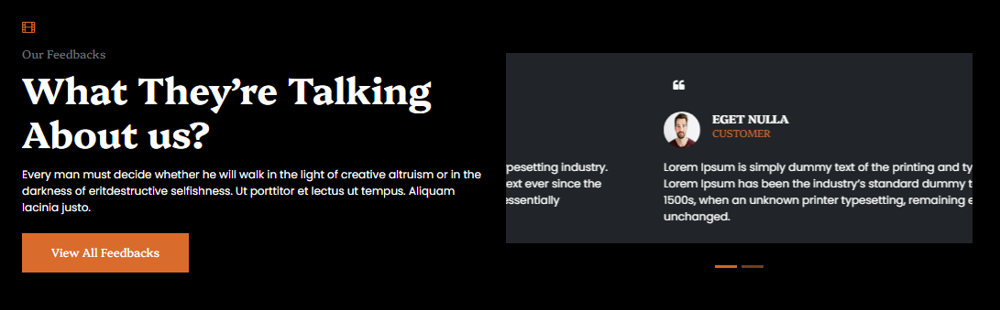 Our Feedbacks
What They’re Talking
About us?
Every man must decide whether he will walk in the light of creative altruism or in the
darkness of eritdestructive selfishness. Ut porttitor et lectus ut tempus. Aliquam
lacinia justo.
View All Feedbacks
pesetting industry.
ext ever since the
essentially
“
EGET NULLA
CUSTOMER
Lorem Ipsum is simply dummy text of the printing and ty
Lorem Ipsum has been the industry’s standard dummy t
1500s, when an unknown printer typesetting, remaining e
unchanged.